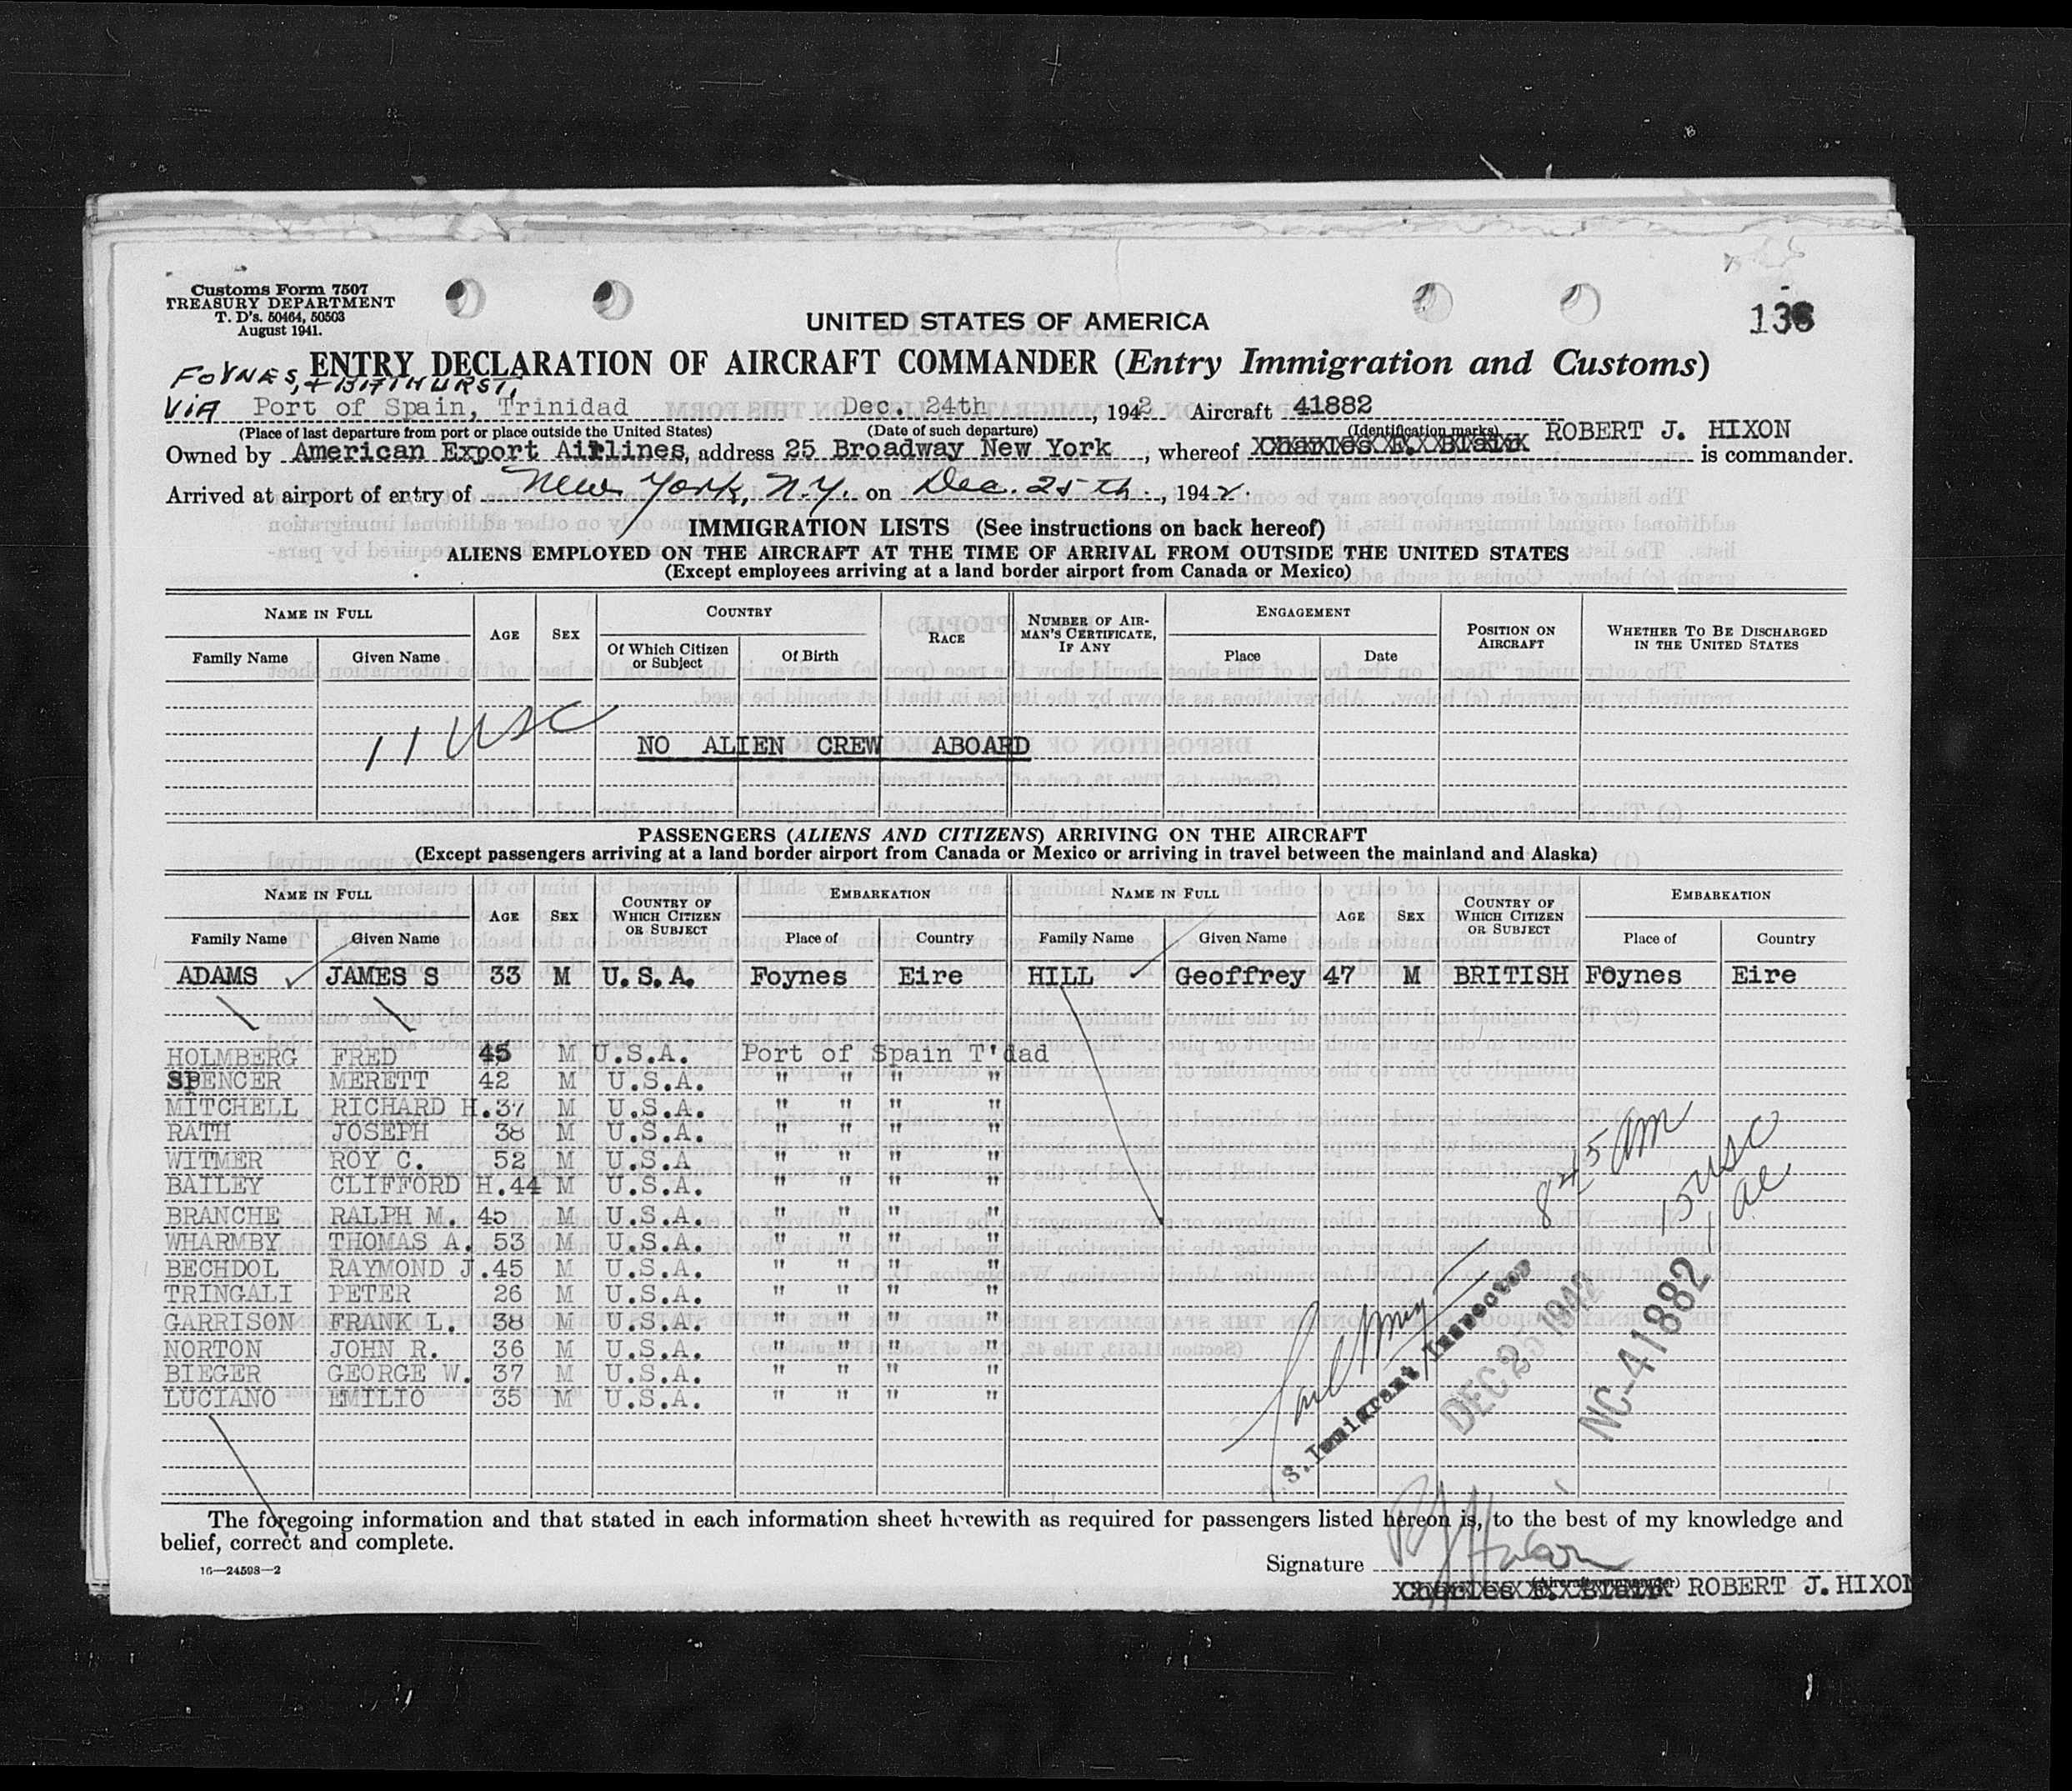 Customs Form 7507
TREASURY DEPARTMENT
T. D's. 50464, 50503
August 1941.
UNITED STATES OF AMERICA
ENTRY DECLARATION OF AIRCRAFT COMMANDER (Entry Immigration and Customs)
FOYNES, + BATHURST,
VIA Port of Spain, Trinidad Dec. 24th , 1942 Aircraft 41882
(Place of last departure from port or place outside the United States) (Date of such departure) (Identification marks)
Owned by American Export Airlines, address 25 Broadway New York , whereof Charles F. Blair ROBERT J. HIXON is commander.
Arrived at airport of entry of New York, N.Y. on Dec. 25th , 1942.
IMMIGRATION LISTS (See instructions on back hereof)
ALIENS EMPLOYED ON THE AIRCRAFT AT THE TIME OF ARRIVAL FROM OUTSIDE THE UNITED STATES
(Except employees arriving at a land border airport from Canada or Mexico)
NAME IN FULL AGE SEX COUNTRY RACE NUMBER OF AIRMAN'S CERTIFICATE, IF ANY ENGAGEMENT POSITION ON AIRCRAFT WHETHER TO BE DISCHARGED IN THE UNITED STATES
Family Name Given Name Of Which Citizen or Subject Of Birth Place Date
11 USC
NO ALIEN CREW ABOARD
PASSENGERS (ALIENS AND CITIZENS) ARRIVING ON THE AIRCRAFT
(Except passengers arriving at a land border airport from Canada or Mexico or arriving in travel between the mainland and Alaska)
NAME IN FULL AGE SEX COUNTRY OF WHICH CITIZEN OR SUBJECT EMBARKATION NAME IN FULL AGE SEX COUNTRY OF WHICH CITIZEN OR SUBJECT EMBARKATION
Family Name Given Name Place of Country Family Name Given Name Place of Country
ADAMS JAMES S 33 M U.S.A. Foynes Eire HILL Geoffrey 47 M BRITISH Foynes Eire
HOLMBERG FRED 45 M U.S.A. Port of Spain T'dad
SPENCER MERETT 42 M U.S.A. " " " "
MITCHELL RICHARD H. 37 M U.S.A. " " " "
RATH JOSEPH 38 M U.S.A. " " " "
WITMER ROY C. 52 M U.S.A " " " "
BAILEY CLIFFORD H. 44 M U.S.A. " " " "
BRANCHE RALPH M. 45 M U.S.A. " " " "
WHARMBY THOMAS A. 53 M U.S.A. " " " "
BECHDOL RAYMOND J. 45 M U.S.A. " " " "
TRINGALI PETER 26 M U.S.A. " " " "
GARRISON FRANK L. 38 M U.S.A. " " " "
NORTON JOHN R. 36 M U.S.A. " " " "
BIEGER GEORGE W. 37 M U.S.A. " " " "
LUCIANO EMILIO 35 M U.S.A. " " " "
845 AM
15 USC
1 al
S. Immigrant Inspector
DEC 25 1942
NC-41882
The foregoing information and that stated in each information sheet herewith as required for passengers listed hereon is, to the best of my knowledge and
belief, correct and complete.
16—24598—2
Signature RJ Hixon
(Aircraft commander)
Charles F. Blair ROBERT J. HIXON